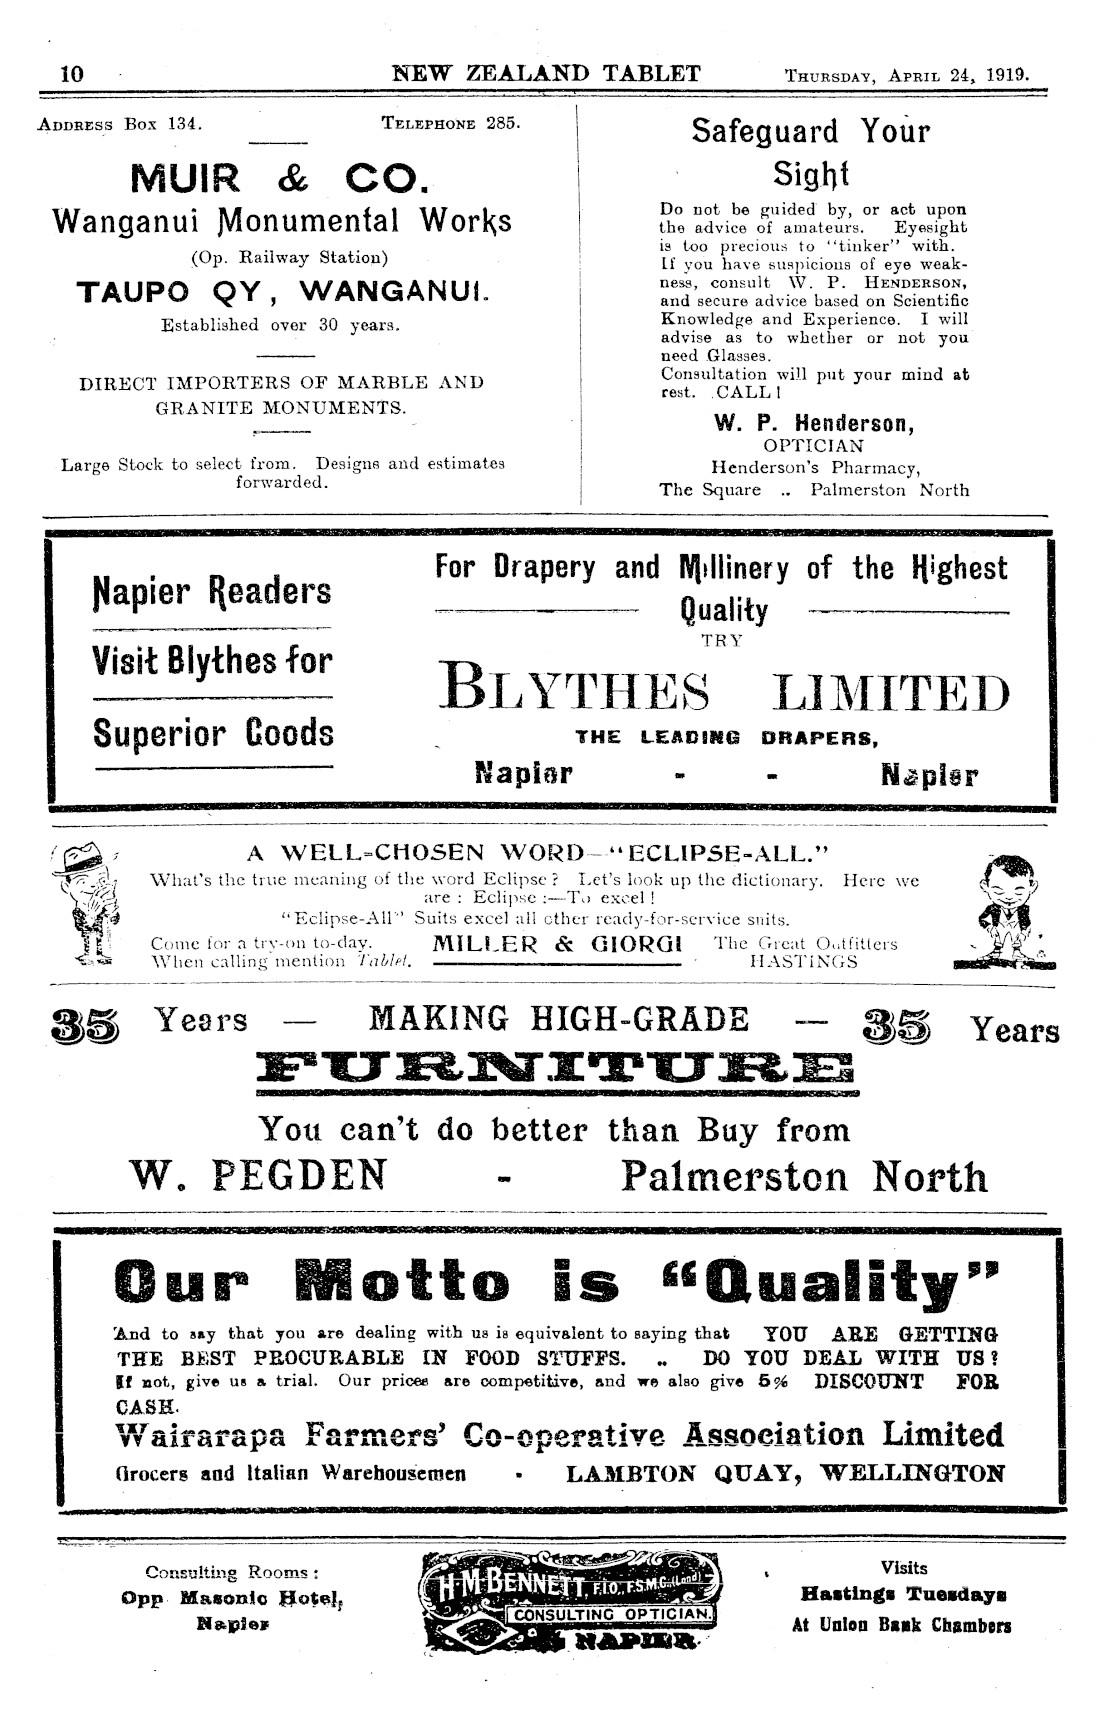 10 NEW ZEALAND TABLET THURSDAY, APRIL 24, 1919.
ADDRESS BOX 134. TELEPHONE 285.
MUIR & CO.
Wanganui Monumental Works
(Op. Railway Station)
TAUPO QY, WANGANUI.
Established over 30 years.
DIRECT IMPORTERS OF MARBLE AND
GRANITE MONUMENTS.
Large Stock to select from. Designs and estimates
forwarded.
Safeguard Your
Sight
Do not be guided by, or act upon
the advice of amateurs. Eyesight
is too precious to "tinker" with.
If you have suspicious of eye weak-
ness, consult W. P. HENDERSON,
and secure advice based on Scientific
Knowledge and Experience. I will
advise as to whether or not you
need Glasses.
Consultation will put your mind at
rest. CALL!
W. P. Henderson,
OPTICIAN
Henderson's Pharmacy,
The Square .. Palmerston North
Napier Readers
Visit Blythes for
Superior Goods
For Drapery and Millinery of the Highest
Quality
TRY
BLYTHES LIMITED
THE LEADING DRAPERS,
Napier - - Napier
A WELL-CHOSEN WORD—"ECLIPSE-ALL."
What's the true meaning of the word Eclipse? Let's look up the dictionary. Here we
are: Eclipse:—To excel!
"Eclipse-All" Suits excel all other ready-for-service suits.
Come for a try-on to-day. MILLER & GIORGI The Great Outfitters
When calling mention Tablet. HASTINGS
35 Years — MAKING HIGH-GRADE — 35 Years
FURNITURE
You can't do better than Buy from
W. PEGDEN - Palmerston North
Our Motto is "Quality"
And to say that you are dealing with us is equivalent to saying that YOU ARE GETTING
THE BEST PROCURABLE IN FOOD STUFFS. .. DO YOU DEAL WITH US?
If not, give us a trial. Our prices are competitive, and we also give 5% DISCOUNT FOR
CASH.
Wairarapa Farmers' Co-operative Association Limited
Grocers and Italian Warehousemen - LAMBTON QUAY, WELLINGTON
Consulting Rooms:
Opp Masonic Hotel,
Napier
H.M. BENNETT, F.I.O., F.S.M.C. (Lond)
CONSULTING OPTICIAN.
NAPIER.
Visits
Hastings Tuesdays
At Union Bank Chambers